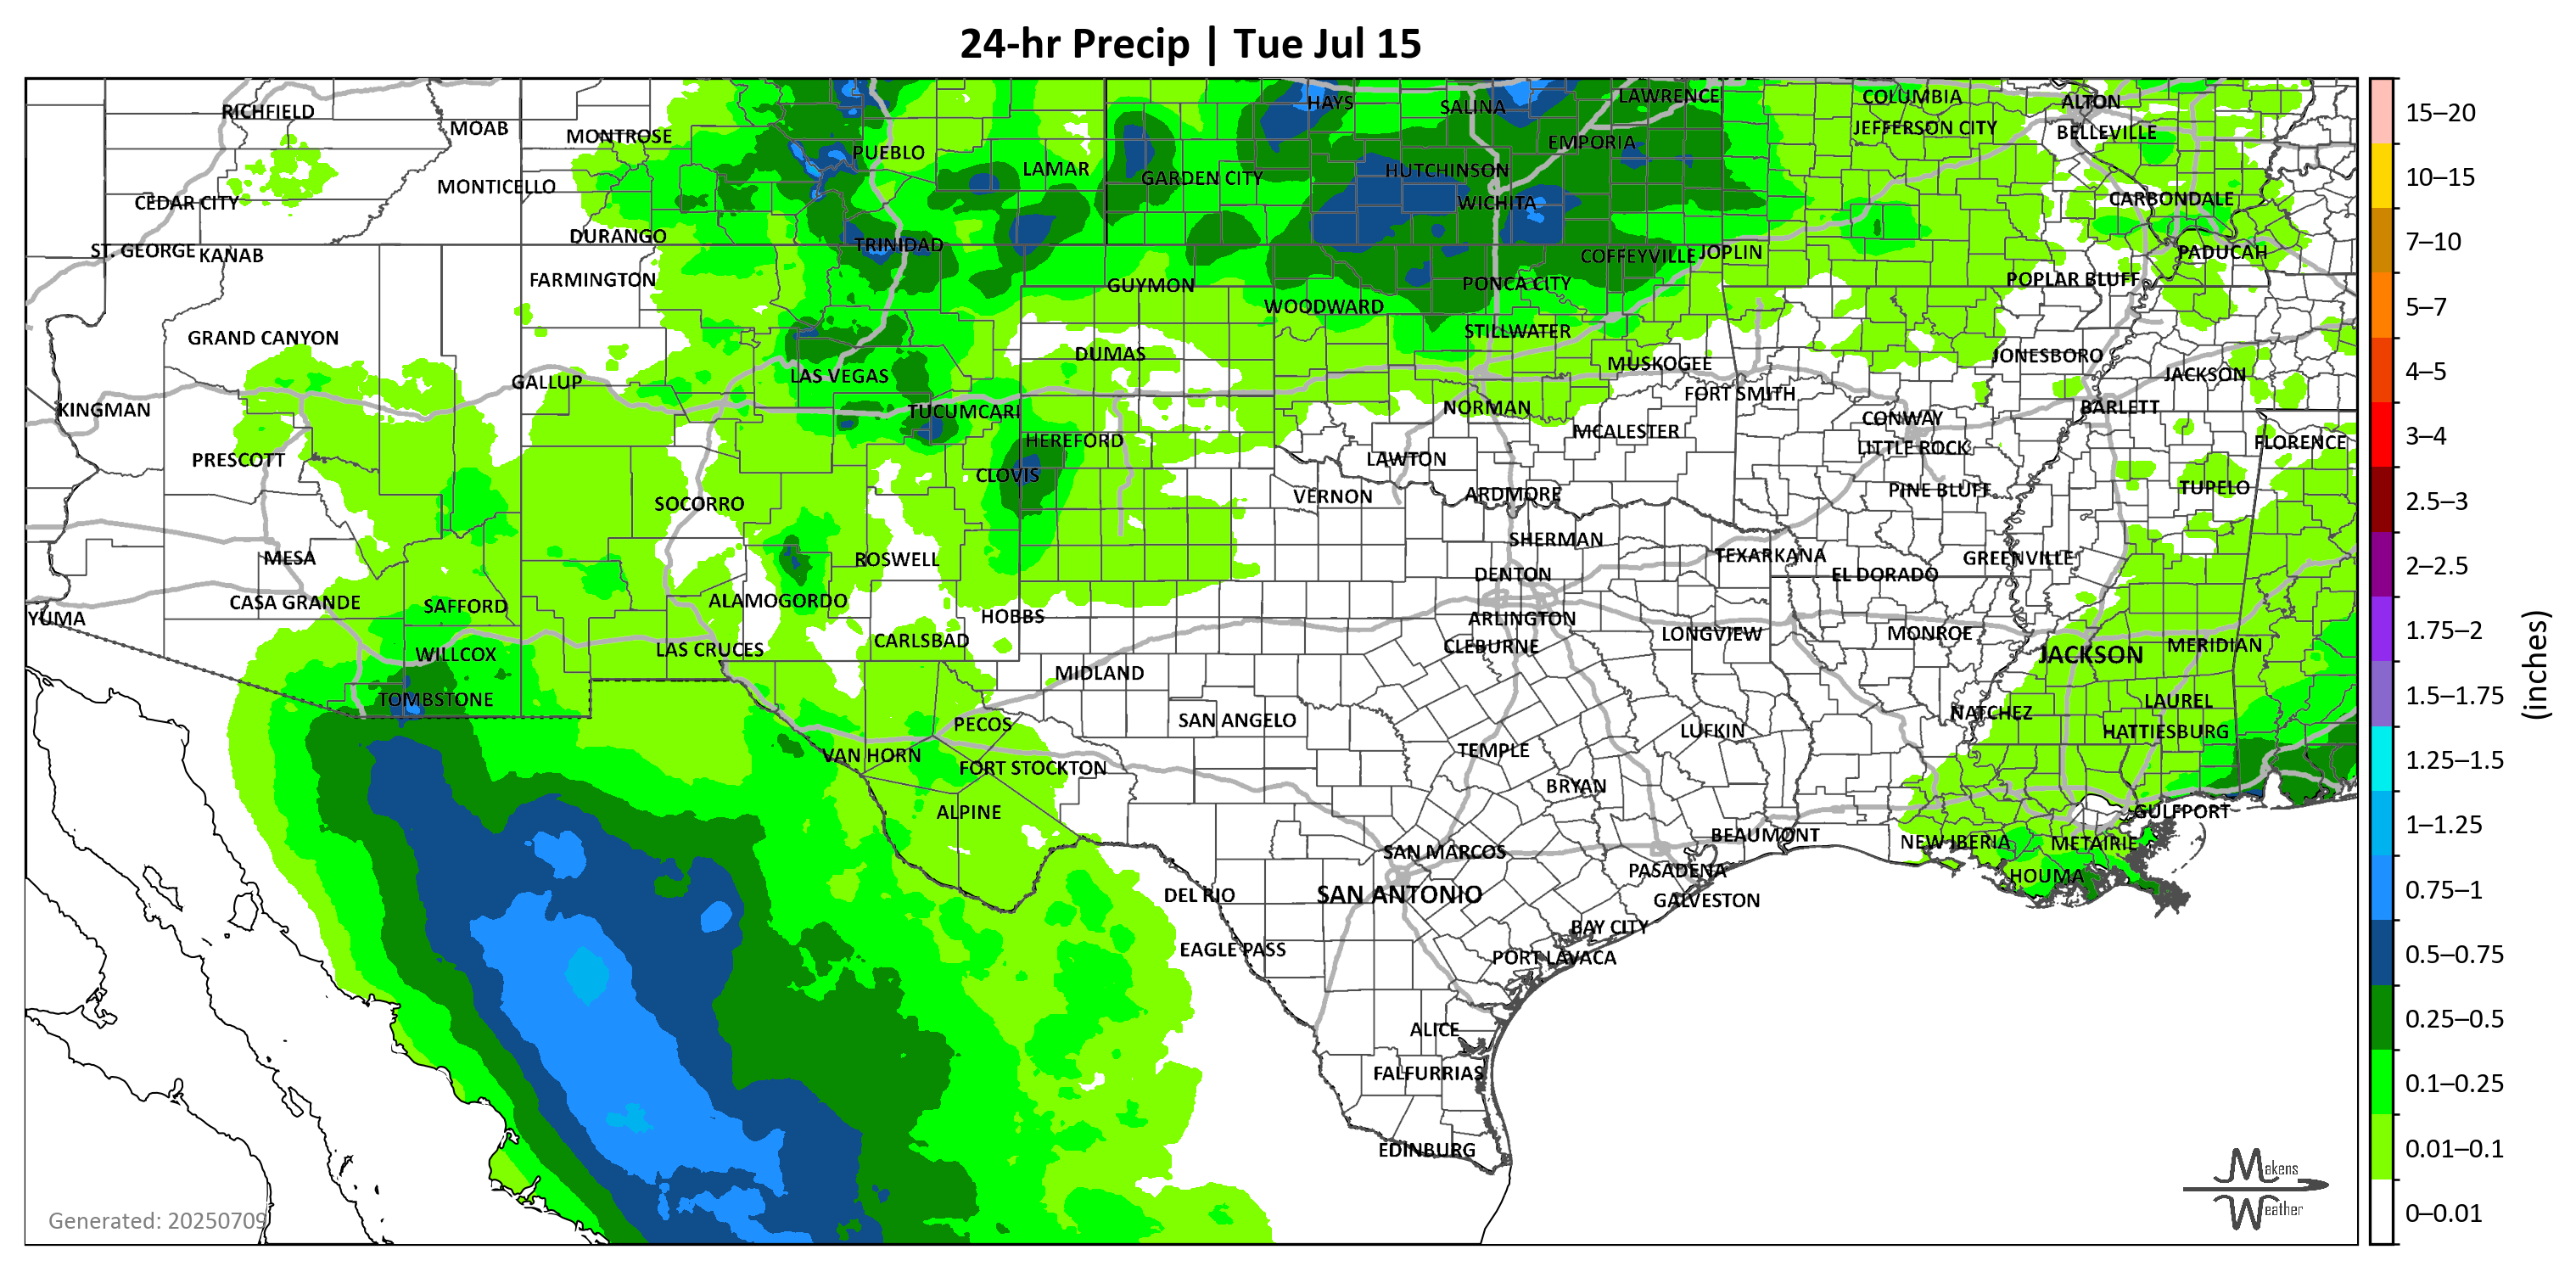 24-hr Precip | Tue Jul 15
RICHFIELD
MOAB
MONTROSE
PUEBLO
LAMAR
HAYS
SALINA
LAWRENCE
COLUMBIA
ALTON
JEFFERSON CITY
BELLEVILLE
EMPORIA
MONTICELLO
GARDEN CITY
HUTCHINSON
CEDAR CITY
WICHITA
CARBONDALE
DURANGO
TRINIDAD
ST. GEORGE
KANAB
COFFEYVILLE
JOPLIN
PADUCAH
FARMINGTON
GUYMON
PONCA CITY
POPLAR BLUFF
WOODWARD
GRAND CANYON
STILLWATER
DUMAS
JONESBORO
GALLUP
LAS VEGAS
MUSKOGEE
JACKSON
KINGMAN
TUCUMCARI
NORMAN
FORT SMITH
BARLETT
CONWAY
HEREFORD
MCALESTER
FLORENCE
PRESCOTT
LAWTON
LITTLE ROCK
CLOVIS
SOCORRO
VERNON
ARDMORE
PINE BLUFF
TUPELO
MESA
ROSWELL
SHERMAN
TEXARKANA
GREENVILLE
DENTON
EL DORADO
CASA GRANDE
SAFFORD
ALAMOGORDO
YUMA
HOBBS
ARLINGTON
WILLCOX
LAS CRUCES
CARLSBAD
CLEBURNE
LONGVIEW
MONROE
JACKSON
MERIDIAN
TOMBSTONE
MIDLAND
PECOS
SAN ANGELO
NATCHEZ
LAUREL
VAN HORN
FORT STOCKTON
TEMPLE
LUFKIN
HATTIESBURG
ALPINE
BRYAN
GULFPORT
SAN MARCOS
BEAUMONT
NEW IBERIA
METAIRIE
DEL RIO
SAN ANTONIO
PASADENA
HOUMA
GALVESTON
EAGLE PASS
BAY CITY
PORT LAVACA
ALICE
FALFURRIAS
EDINBURG
Generated: 20250709
Makens
Weather
15–20
10–15
7–10
5–7
4–5
3–4
2.5–3
2–2.5
1.75–2
1.5–1.75
1.25–1.5
1–1.25
0.75–1
0.5–0.75
0.25–0.5
0.1–0.25
0.01–0.1
0–0.01
(inches)